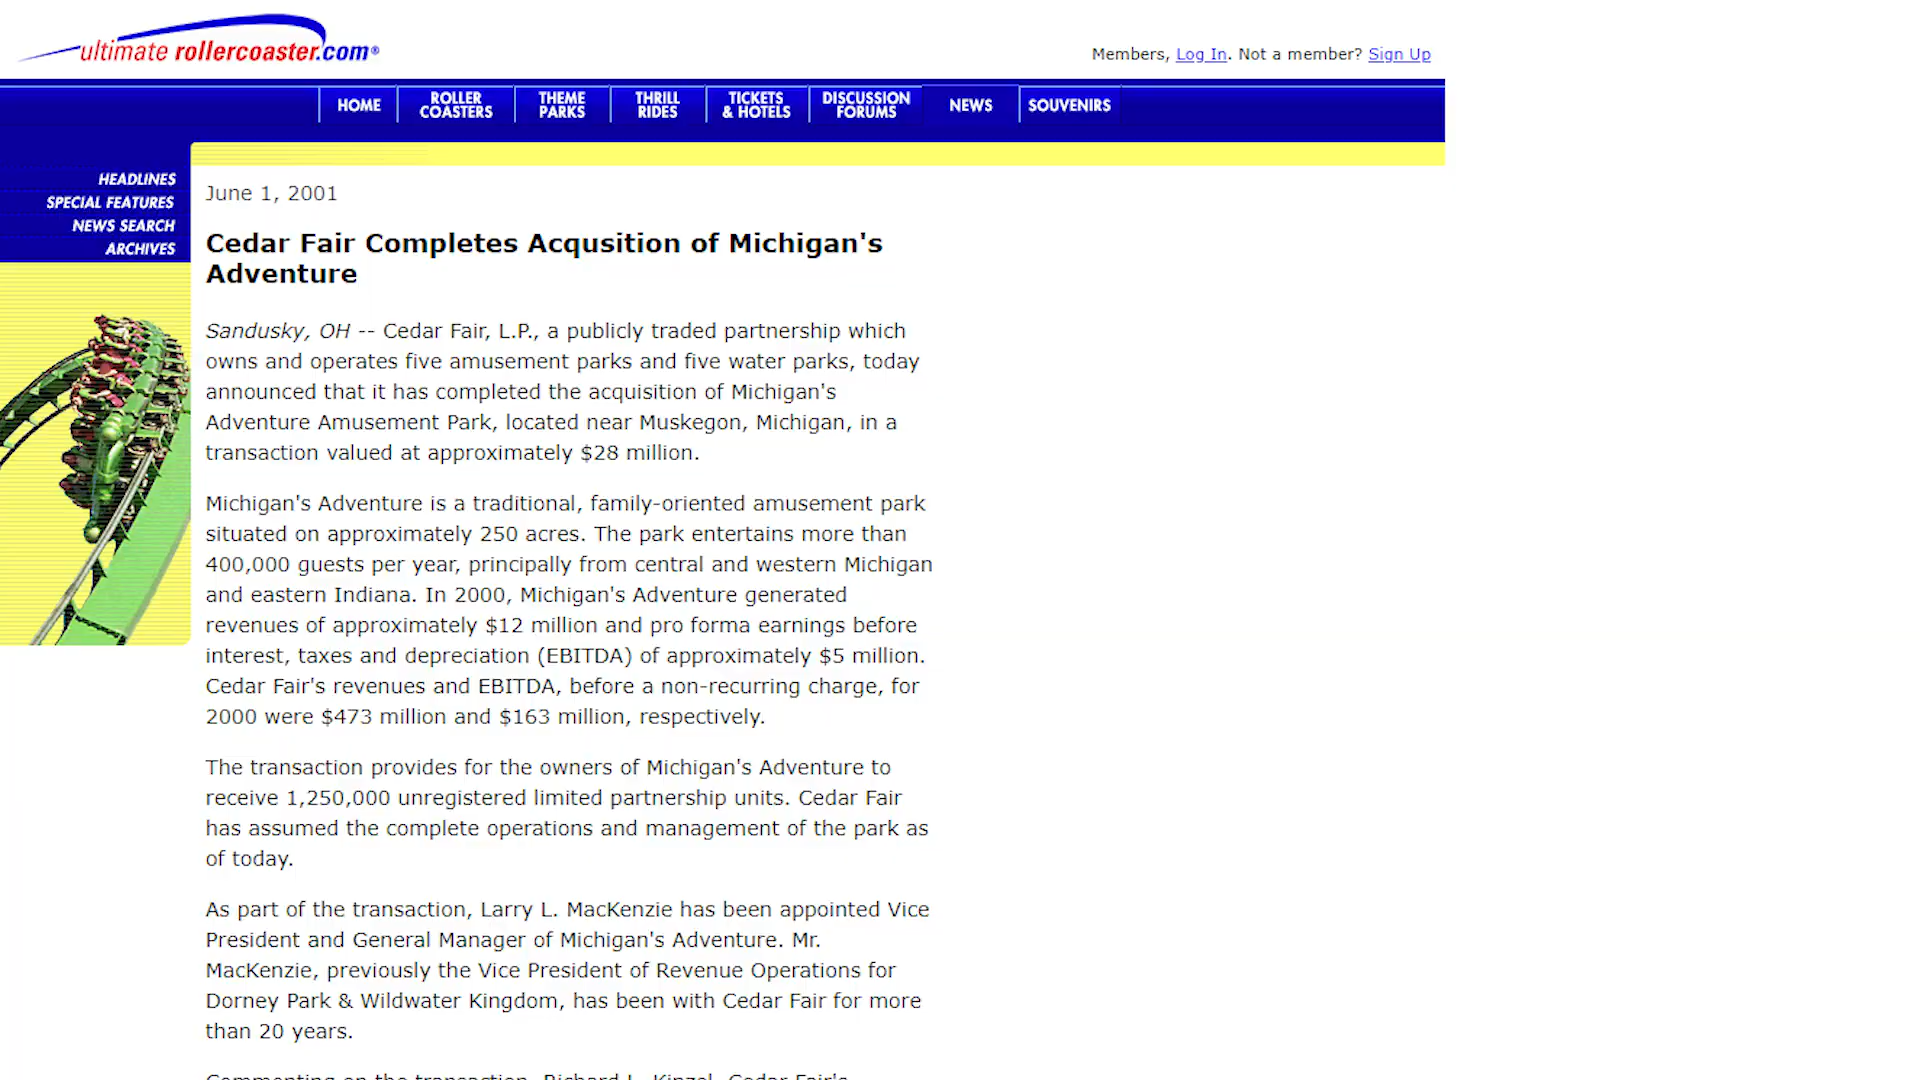 ultimate rollercoaster.com®
Members, Log In. Not a member? Sign Up
HOME
ROLLER COASTERS
THEME PARKS
THRILL RIDES
TICKETS & HOTELS
DISCUSSION FORUMS
NEWS
SOUVENIRS
HEADLINES
SPECIAL FEATURES
NEWS SEARCH
ARCHIVES
June 1, 2001
Cedar Fair Completes Acqusition of Michigan's
Adventure
Sandusky, OH -- Cedar Fair, L.P., a publicly traded partnership which
owns and operates five amusement parks and five water parks, today
announced that it has completed the acquisition of Michigan's
Adventure Amusement Park, located near Muskegon, Michigan, in a
transaction valued at approximately $28 million.
Michigan's Adventure is a traditional, family-oriented amusement park
situated on approximately 250 acres. The park entertains more than
400,000 guests per year, principally from central and western Michigan
and eastern Indiana. In 2000, Michigan's Adventure generated
revenues of approximately $12 million and pro forma earnings before
interest, taxes and depreciation (EBITDA) of approximately $5 million.
Cedar Fair's revenues and EBITDA, before a non-recurring charge, for
2000 were $473 million and $163 million, respectively.
The transaction provides for the owners of Michigan's Adventure to
receive 1,250,000 unregistered limited partnership units. Cedar Fair
has assumed the complete operations and management of the park as
of today.
As part of the transaction, Larry L. MacKenzie has been appointed Vice
President and General Manager of Michigan's Adventure. Mr.
MacKenzie, previously the Vice President of Revenue Operations for
Dorney Park & Wildwater Kingdom, has been with Cedar Fair for more
than 20 years.
Commenting on the transaction, Richard L. Kinzel, Cedar Fair's